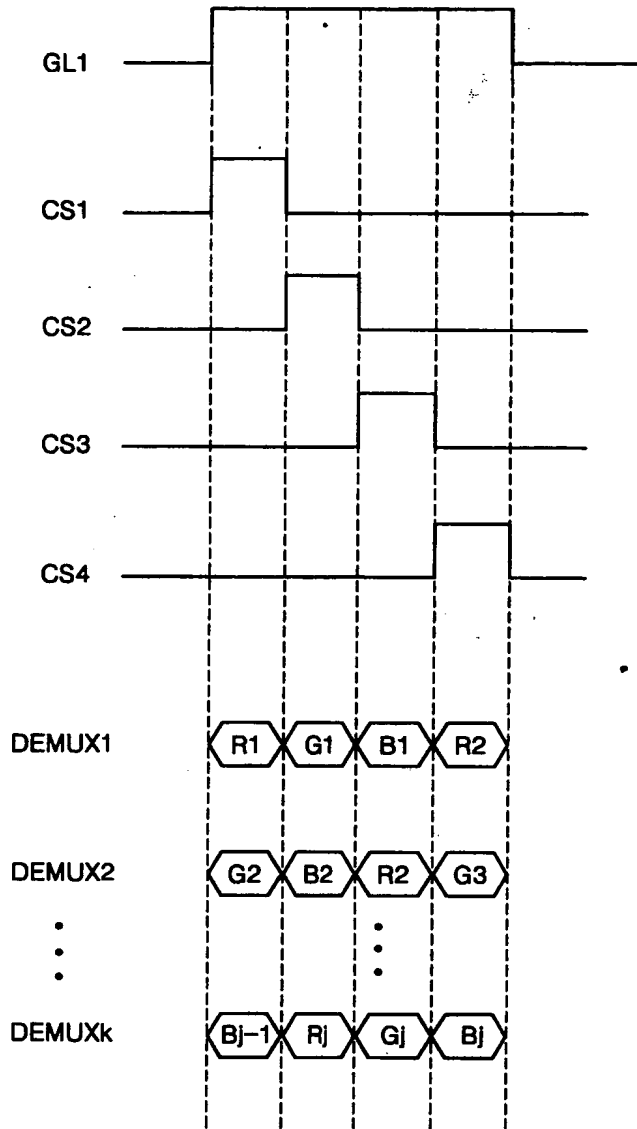 GL1
CS1
CS2
CS3
CS4
DEMUX1 R1 G1 B1 R2
DEMUX2 G2 B2 R2 G3
DEMUXk Bj-1 Rj Gj Bj